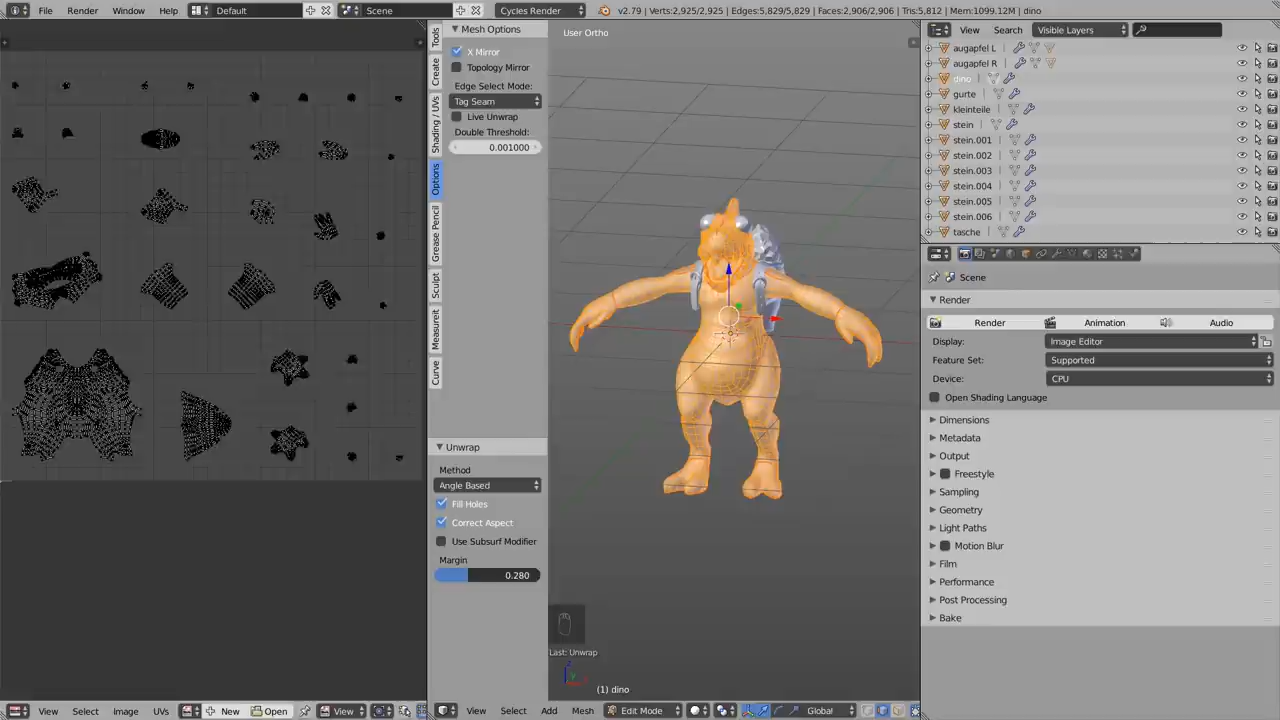 File Render Window Help Default Scene Cycles Render v2.79 | Verts:2,925/2,925 | Edges:5,829/5,829 | Faces:2,906/2,906 | Tris:5,812 | Mem:1099.12M | dino
Tools
Create
Shading / UVs
Options
Grease Pencil
Sculpt
Measureit
Curve
Mesh Options
X Mirror
Topology Mirror
Edge Select Mode:
Tag Seam
Live Unwrap
Double Threshold:
0.001000
Unwrap
Method
Angle Based
Fill Holes
Correct Aspect
Use Subsurf Modifier
Margin
0.280
User Ortho
Last: Unwrap
(1) dino
View Search Visible Layers
augapfel L
augapfel R
dino
gurte
kleinteile
stein
stein.001
stein.002
stein.003
stein.004
stein.005
stein.006
tasche
Scene
Render
Render Animation Audio
Display: Image Editor
Feature Set: Supported
Device: CPU
Open Shading Language
Dimensions
Metadata
Output
Freestyle
Sampling
Geometry
Light Paths
Motion Blur
Film
Performance
Post Processing
Bake
View Select Image UVs New Open View
View Select Add Mesh Edit Mode Global